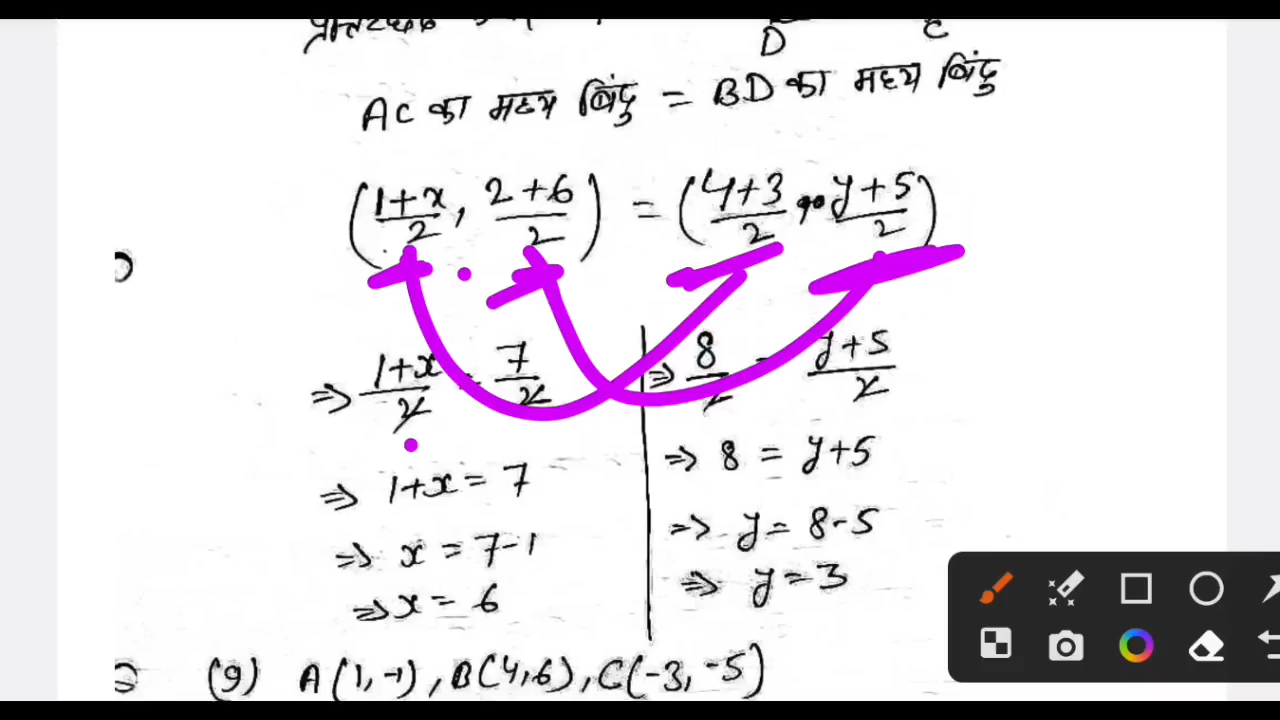 D
AC का मध्य बिंदु = BD का मध्य बिंदु
(1+x/2, 2+6/2) = (4+3/2, y+5/2)
⇒ 1+x/2 = 7/2
⇒ 1+x = 7
⇒ x = 7-1
⇒ x = 6
⇒ 8/2 = y+5/2
⇒ 8 = y+5
⇒ y = 8-5
⇒ y = 3
(9) A(1,-1), B(4,6), C(-3,-5)